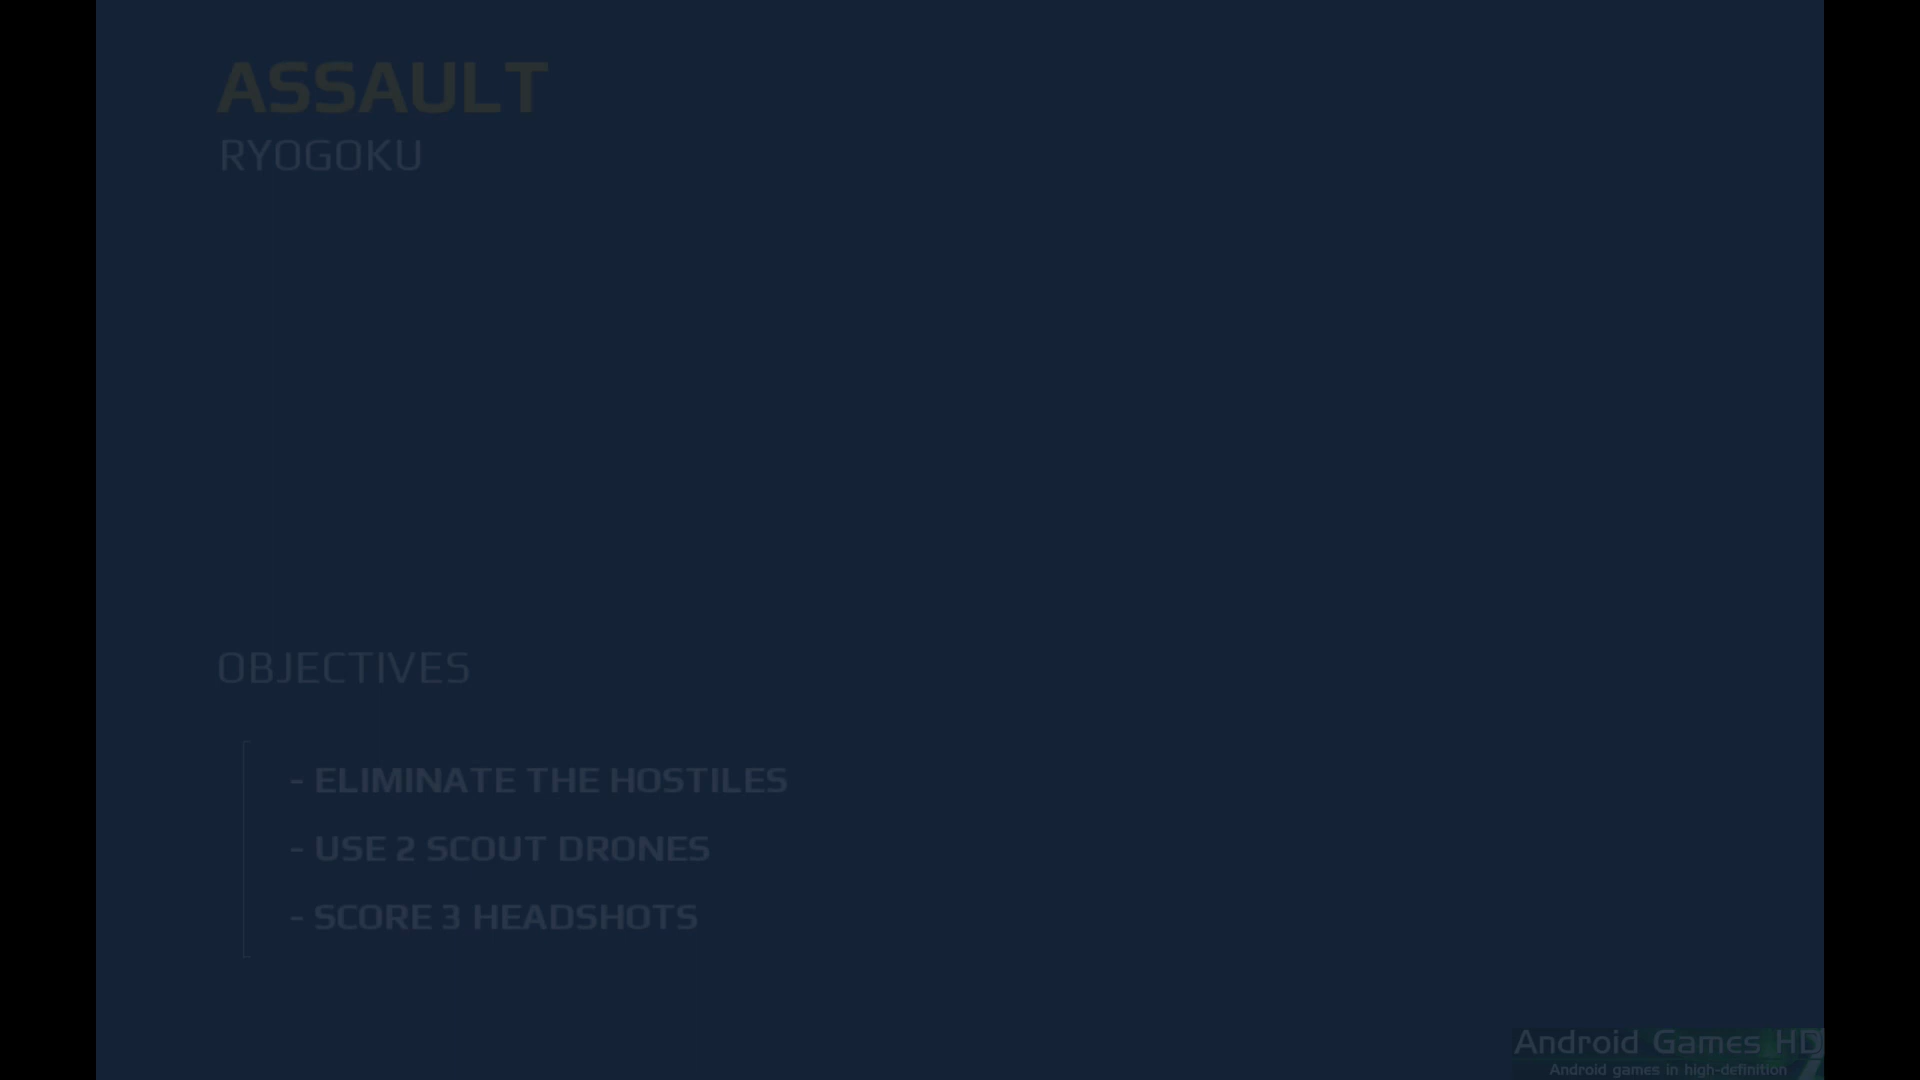 ASSAULT
RYOGOKU
OBJECTIVES
- ELIMINATE THE HOSTILES
- USE 2 SCOUT DRONES
- SCORE 3 HEADSHOTS
Android Games HD
Android games in high-definition